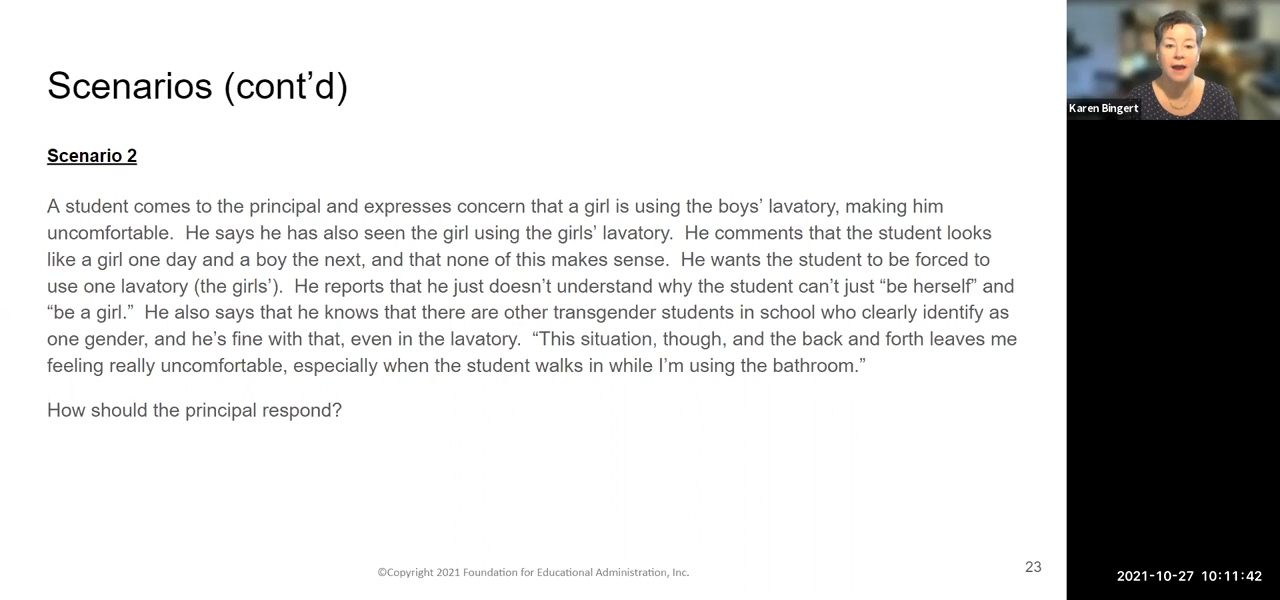 Scenarios (cont’d)
Scenario 2
A student comes to the principal and expresses concern that a girl is using the boys’ lavatory, making him
uncomfortable.  He says he has also seen the girl using the girls’ lavatory.  He comments that the student looks
like a girl one day and a boy the next, and that none of this makes sense.  He wants the student to be forced to
use one lavatory (the girls’).  He reports that he just doesn’t understand why the student can’t just “be herself” and
“be a girl.”  He also says that he knows that there are other transgender students in school who clearly identify as
one gender, and he’s fine with that, even in the lavatory.  “This situation, though, and the back and forth leaves me
feeling really uncomfortable, especially when the student walks in while I’m using the bathroom.”
How should the principal respond?
©Copyright 2021 Foundation for Educational Administration, Inc.
23
Karen Bingert
2021-10-27 10:11:42